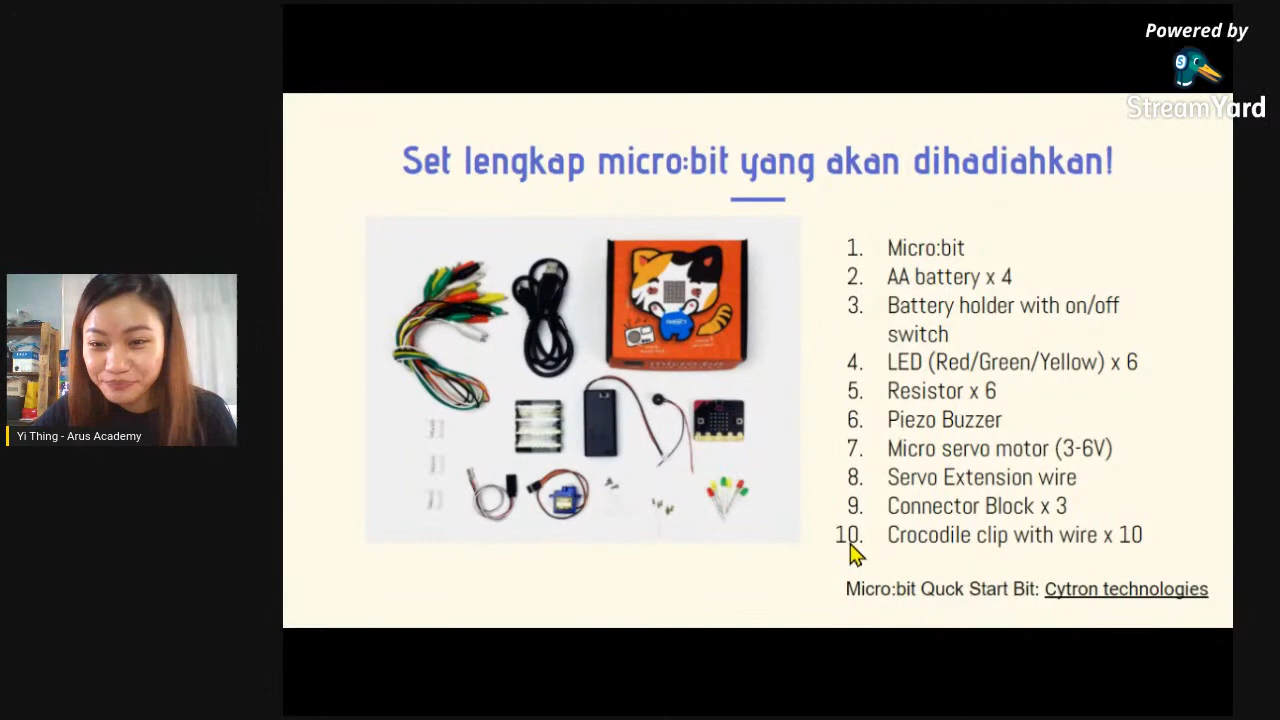 Powered by
StreamYard
Set lengkap micro:bit yang akan dihadiahkan!
1. Micro:bit
2. AA battery x 4
3. Battery holder with on/off
switch
4. LED (Red/Green/Yellow) x 6
5. Resistor x 6
6. Piezo Buzzer
7. Micro servo motor (3-6V)
8. Servo Extension wire
9. Connector Block x 3
10. Crocodile clip with wire x 10
Micro:bit Quck Start Bit: Cytron technologies
Yi Thing - Arus Academy